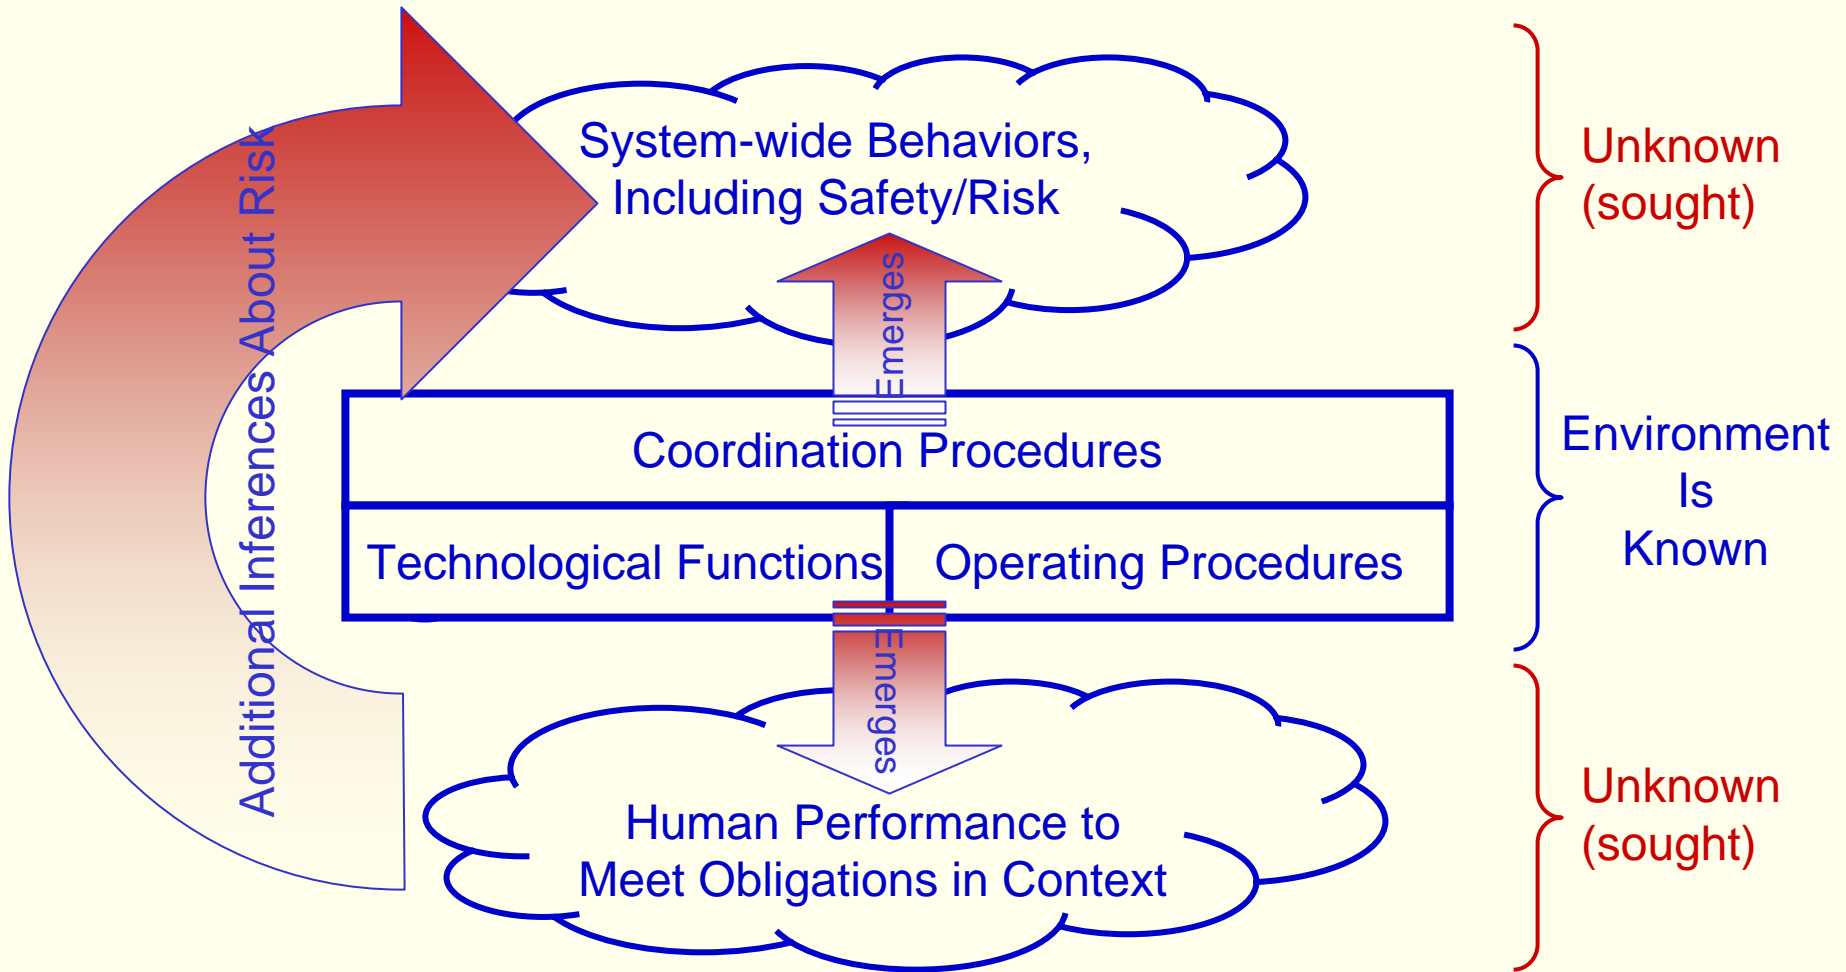 System-wide Behaviors,
Including Safety/Risk
Unknown
(sought)
Additional Inferences About Risk
Emerges
Coordination Procedures
Technological Functions
Operating Procedures
Environment
Is
Known
Emerges
Human Performance to
Meet Obligations in Context
Unknown
(sought)